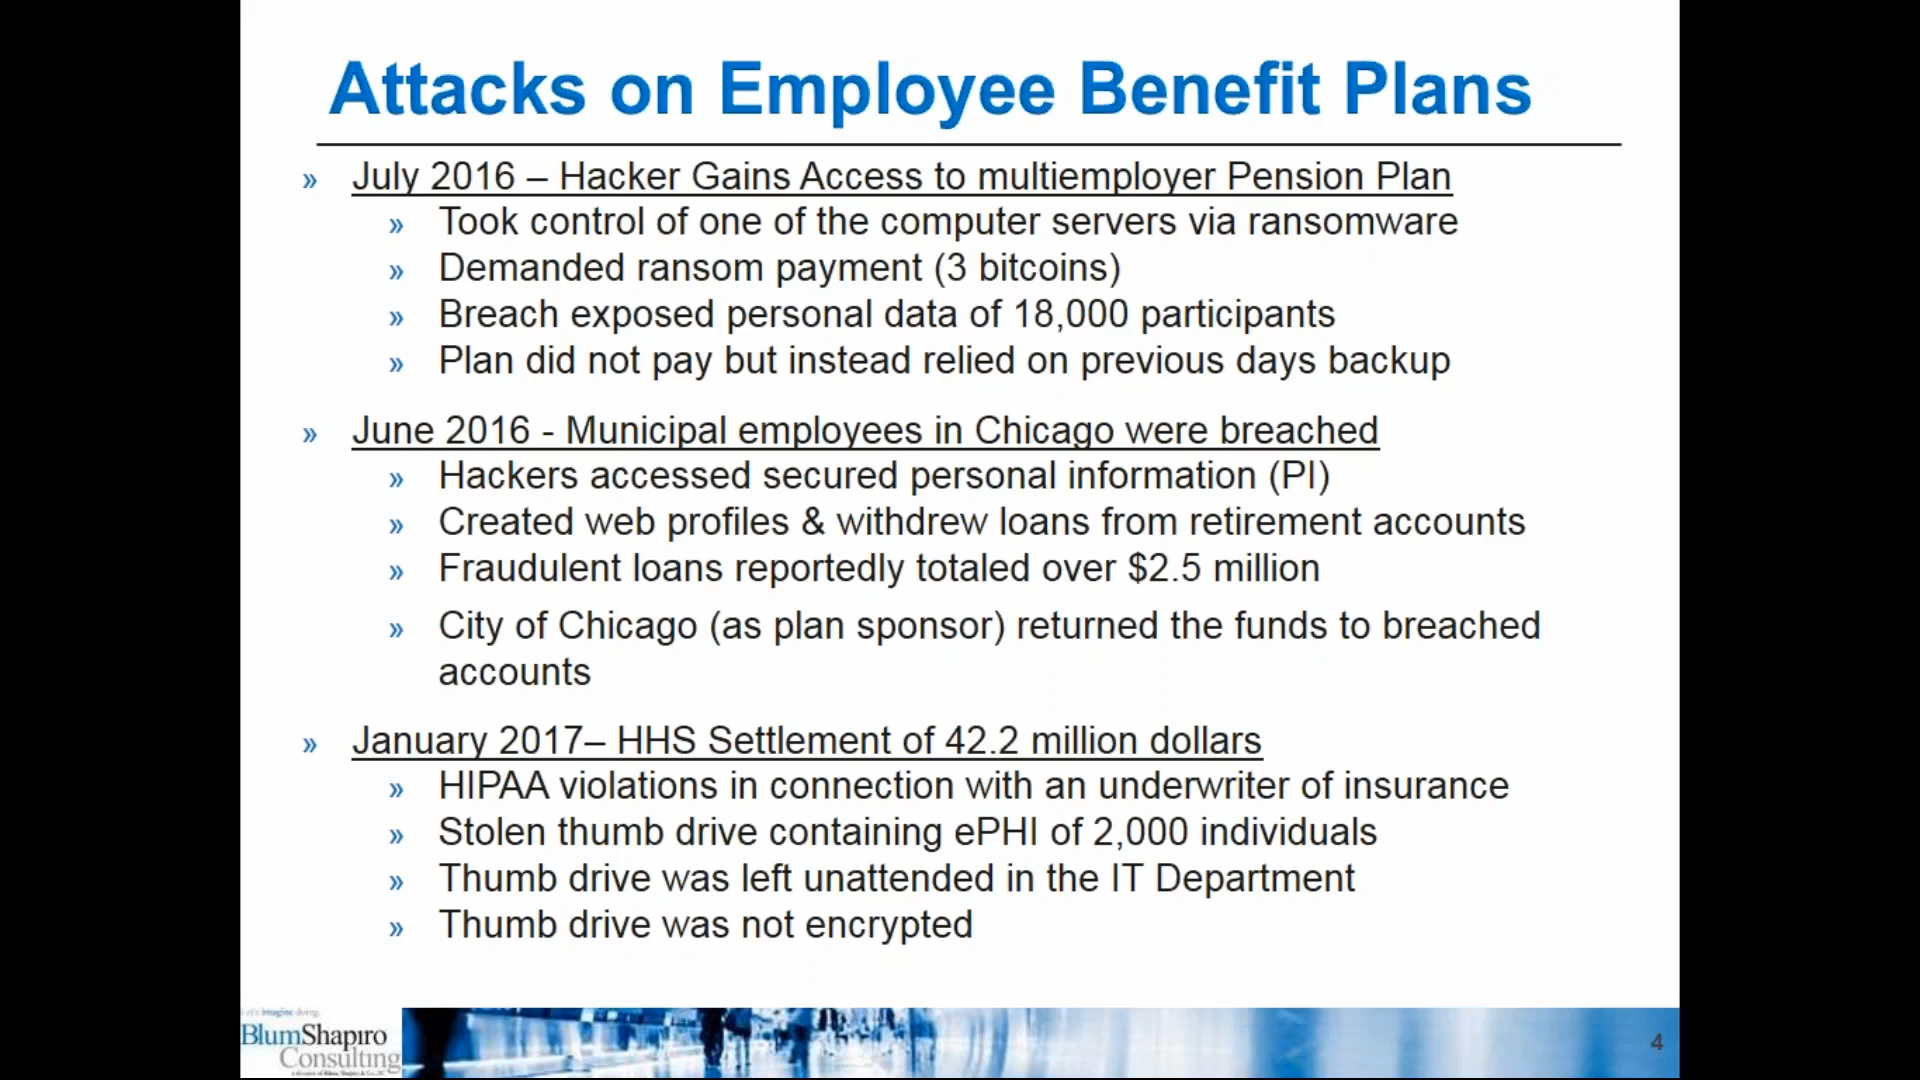 Attacks on Employee Benefit Plans
» July 2016 – Hacker Gains Access to multiemployer Pension Plan
» Took control of one of the computer servers via ransomware
» Demanded ransom payment (3 bitcoins)
» Breach exposed personal data of 18,000 participants
» Plan did not pay but instead relied on previous days backup
» June 2016 - Municipal employees in Chicago were breached
» Hackers accessed secured personal information (PI)
» Created web profiles & withdrew loans from retirement accounts
» Fraudulent loans reportedly totaled over $2.5 million
» City of Chicago (as plan sponsor) returned the funds to breached
accounts
» January 2017– HHS Settlement of 42.2 million dollars
» HIPAA violations in connection with an underwriter of insurance
» Stolen thumb drive containing ePHI of 2,000 individuals
» Thumb drive was left unattended in the IT Department
» Thumb drive was not encrypted
Let's imagine doing.
BlumShapiro
Consulting
4